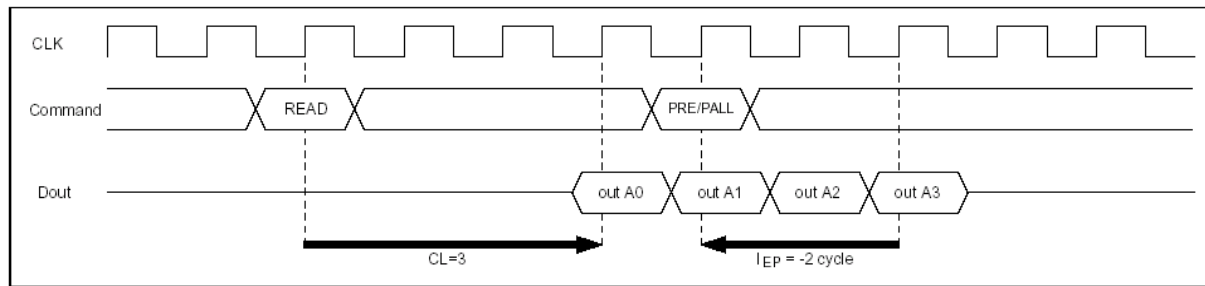 CLK
Command READ PRE/PALL
Dout out A0 out A1 out A2 out A3
CL=3 lEP = -2 cycle